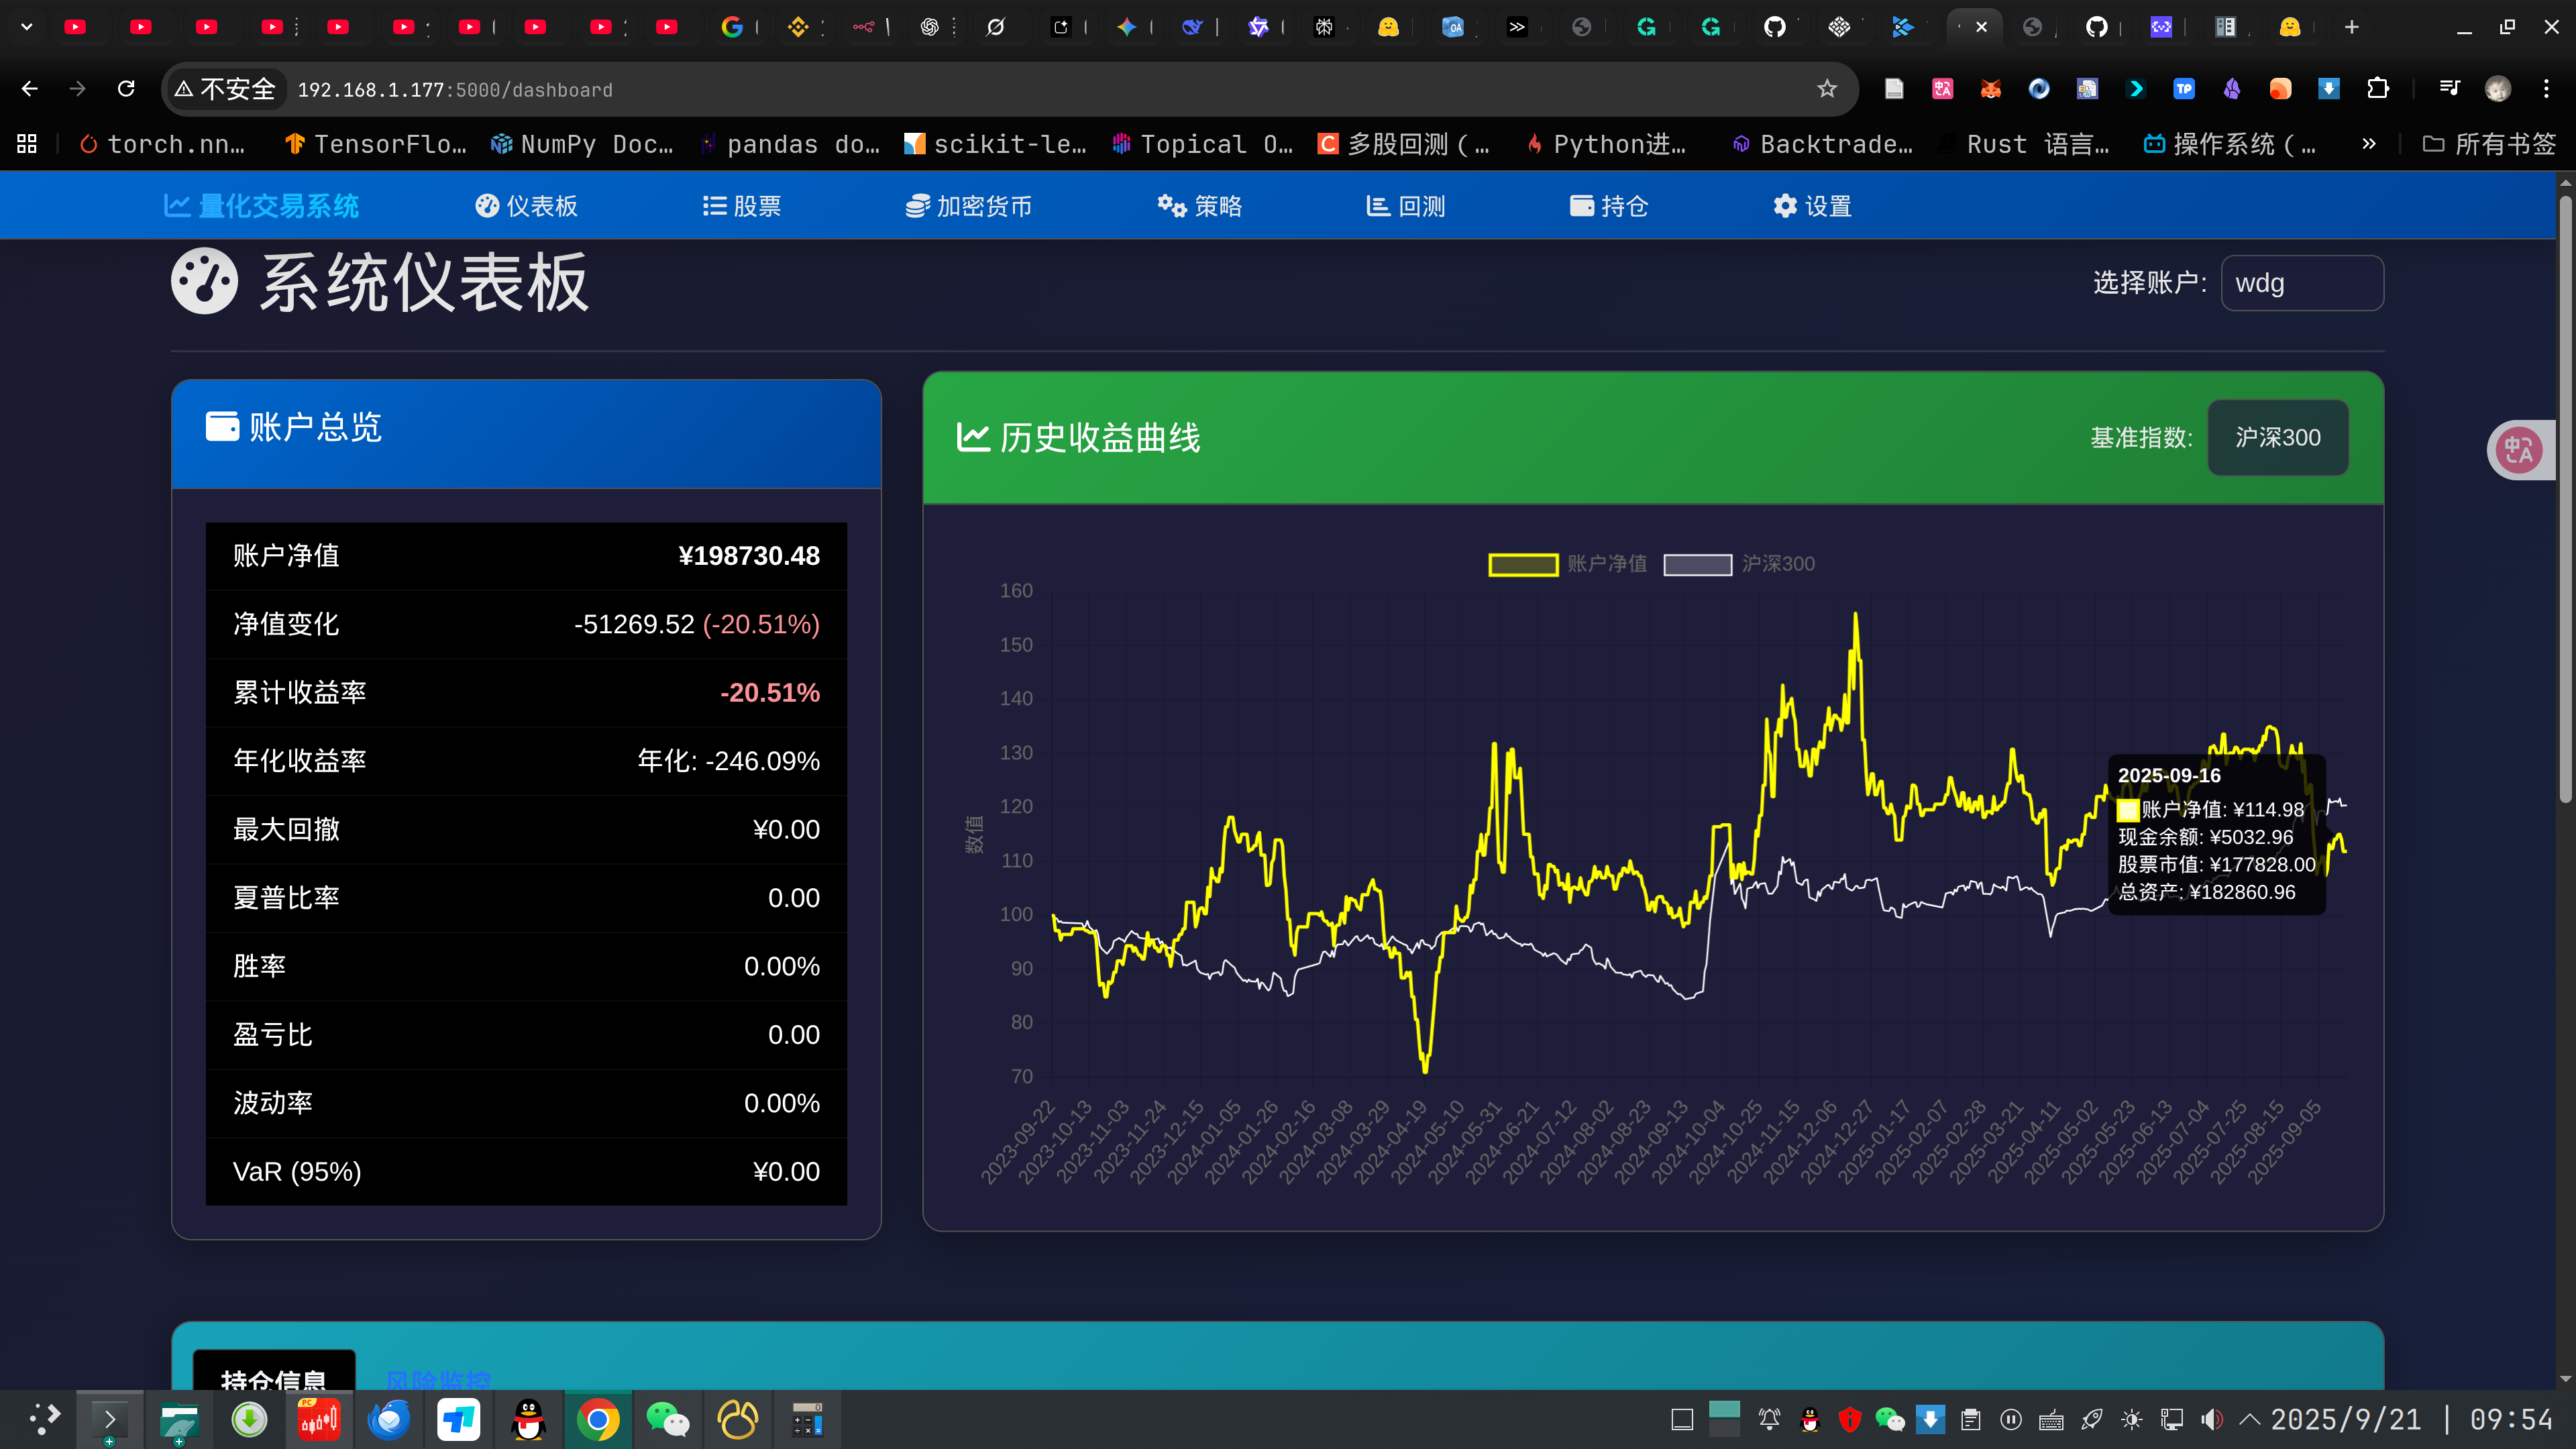 不安全 192.168.1.177:5000/dashboard
torch.nn… TensorFlo… NumPy Doc… pandas do… scikit-le… Topical O… 多股回测 (… Python进… Backtrade… Rust 语言… 操作系统 (… » 所有书签
量化交易系统 仪表板 股票 加密货币 策略 回测 持仓 设置
系统仪表板
选择账户: wdg
账户总览
账户净值 ¥198730.48
净值变化 -51269.52 (-20.51%)
累计收益率 -20.51%
年化收益率 年化: -246.09%
最大回撤 ¥0.00
夏普比率 0.00
胜率 0.00%
盈亏比 0.00
波动率 0.00%
VaR (95%) ¥0.00
历史收益曲线
基准指数: 沪深300
账户净值 沪深300
数值
160
150
140
130
120
110
100
90
80
70
2025-09-16
账户净值: ¥114.98
现金余额: ¥5032.96
股票市值: ¥177828.00
总资产: ¥182860.96
2023-09-22 2023-10-13 2023-11-03 2023-11-24 2023-12-15 2024-01-05 2024-01-26 2024-02-16 2024-03-08 2024-03-29 2024-04-19 2024-05-10 2024-05-31 2024-06-21 2024-07-12 2024-08-02 2024-08-23 2024-09-13 2024-10-04 2024-10-25 2024-11-15 2024-12-06 2024-12-27 2025-01-17 2025-02-07 2025-02-28 2025-03-21 2025-04-11 2025-05-02 2025-05-23 2025-06-13 2025-07-04 2025-07-25 2025-08-15 2025-09-05
持仓信息 风险监控
2025/9/21 | 09:54